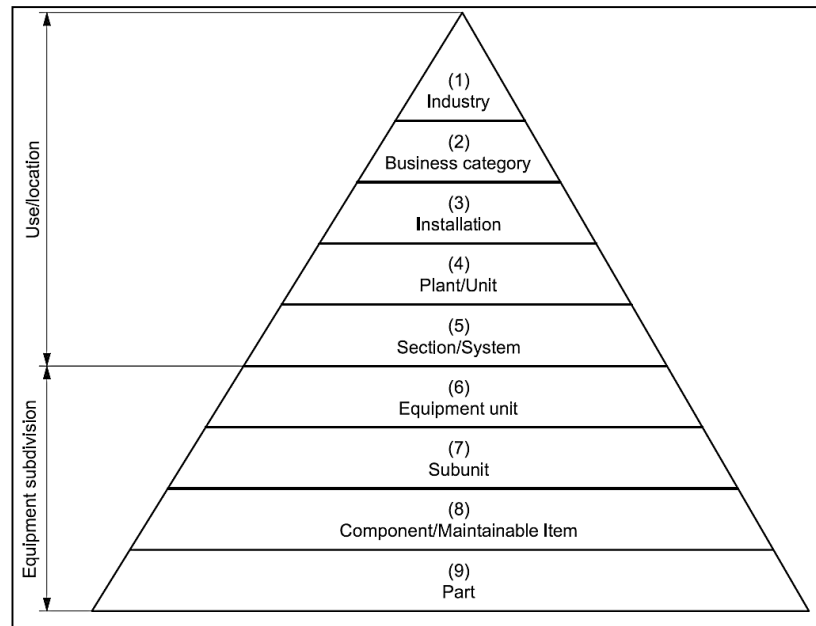 (1)
Industry
(2)
Business category
(3)
Installation
(4)
Plant/Unit
(5)
Section/System
(6)
Equipment unit
(7)
Subunit
(8)
Component/Maintainable Item
(9)
Part
Use/location
Equipment subdivision